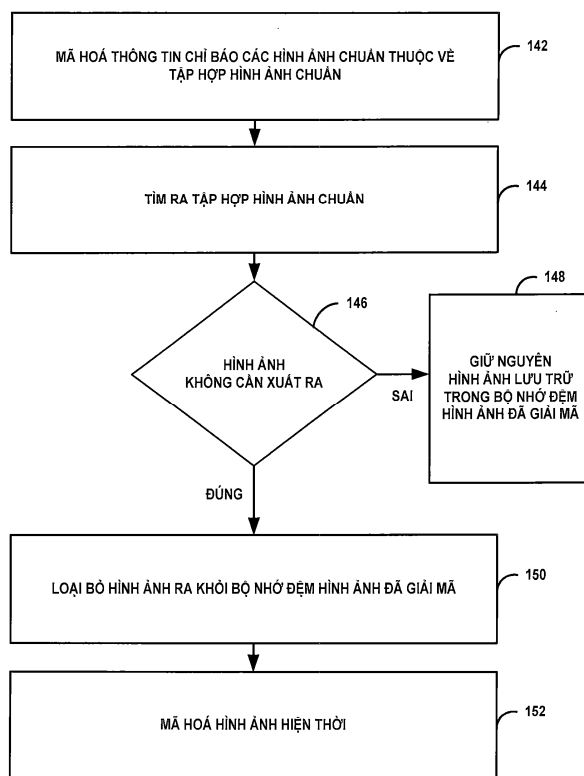 MÃ HOÁ THÔNG TIN CHỈ BÁO CÁC HÌNH ẢNH CHUẨN THUỘC VỀ
TẬP HỢP HÌNH ẢNH CHUẨN
142
TÌM RA TẬP HỢP HÌNH ẢNH CHUẨN
144
146
HÌNH ẢNH
KHÔNG CẦN XUẤT RA
SAI
148
GIỮ NGUYÊN
HÌNH ẢNH LƯU TRỮ
TRONG BỘ NHỚ ĐỆM
HÌNH ẢNH ĐÃ GIẢI MÃ
ĐÚNG
LOẠI BỎ HÌNH ẢNH RA KHỎI BỘ NHỚ ĐỆM HÌNH ẢNH ĐÃ GIẢI MÃ
150
MÃ HOÁ HÌNH ẢNH HIỆN THỜI
152